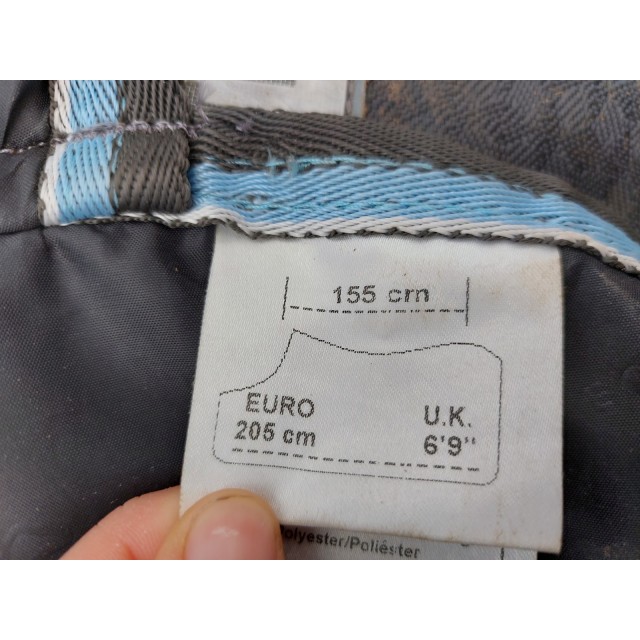 155 cm
EURO U.K.
205 cm 6'9"
Polyester/Poliéster